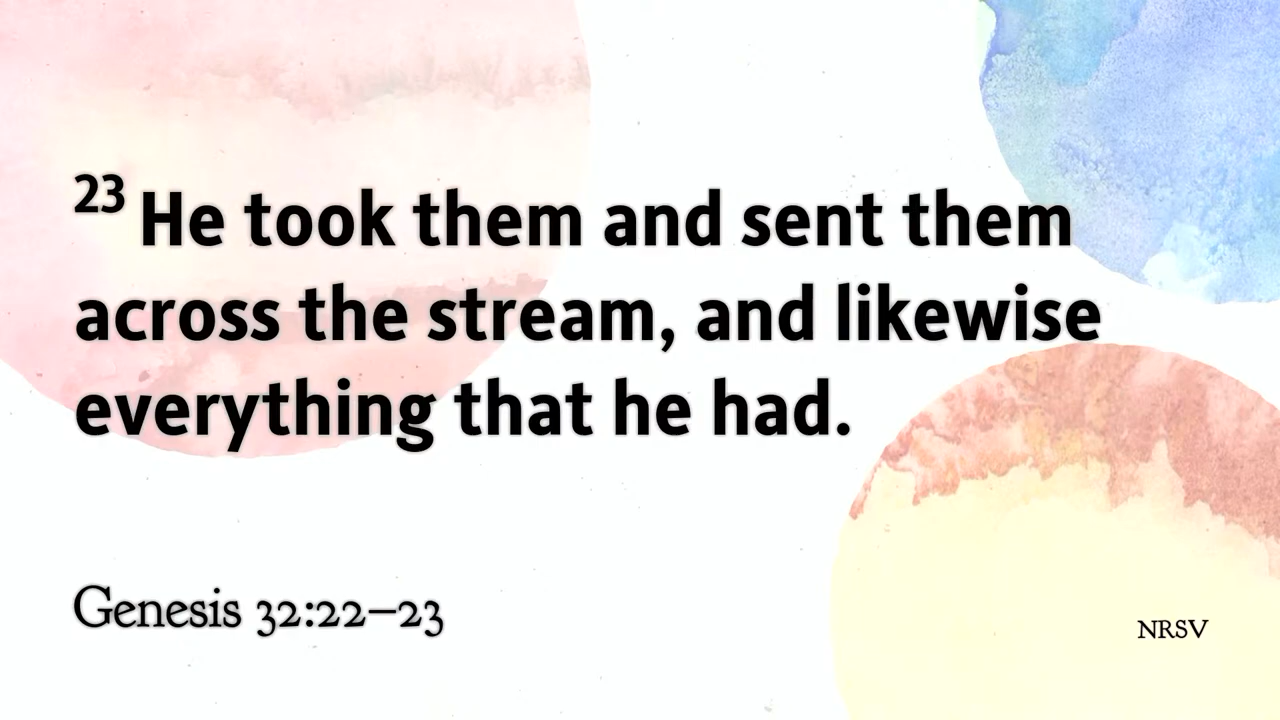 23 He took them and sent them
across the stream, and likewise
everything that he had.
Genesis 32:22–23
NRSV